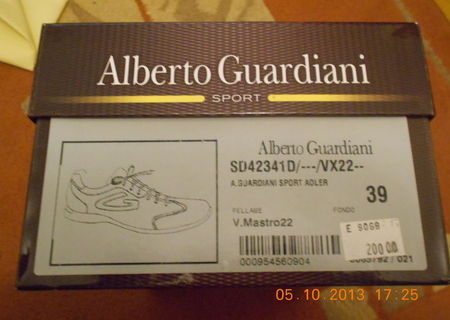 Alberto Guardiani
SPORT
Alberto Guardiani
SD42341D/---/VX22--
A.GUARDIANI SPORT ADLER
39
PELLAME
FONDO
V.Mastro22
200.00
000954560904
/021
05.10.2013 17:25